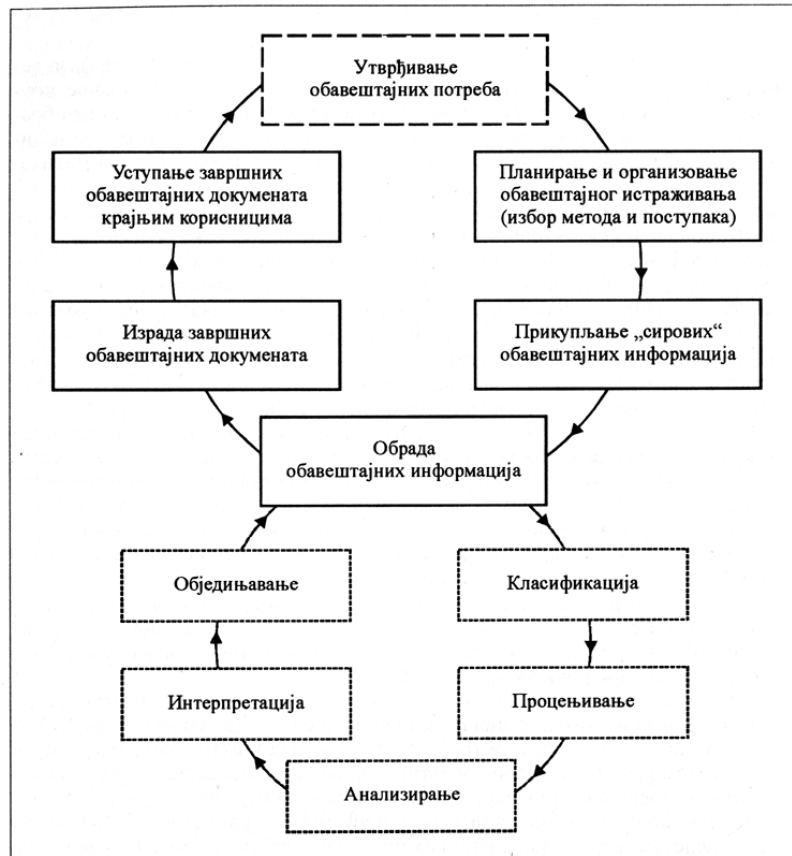 Утврђивање
обавештајних потреба
Уступање завршних
обавештајних докумената
крајњим корисницима
Планирање и организовање
обавештајног истраживања
(избор метода и поступака)
Израда завршних
обавештајних докумената
Прикупљање „сирових“
обавештајних информација
Обрада
обавештајних информација
Обједињавање
Класификација
Интерпретација
Процењивање
Анализирање